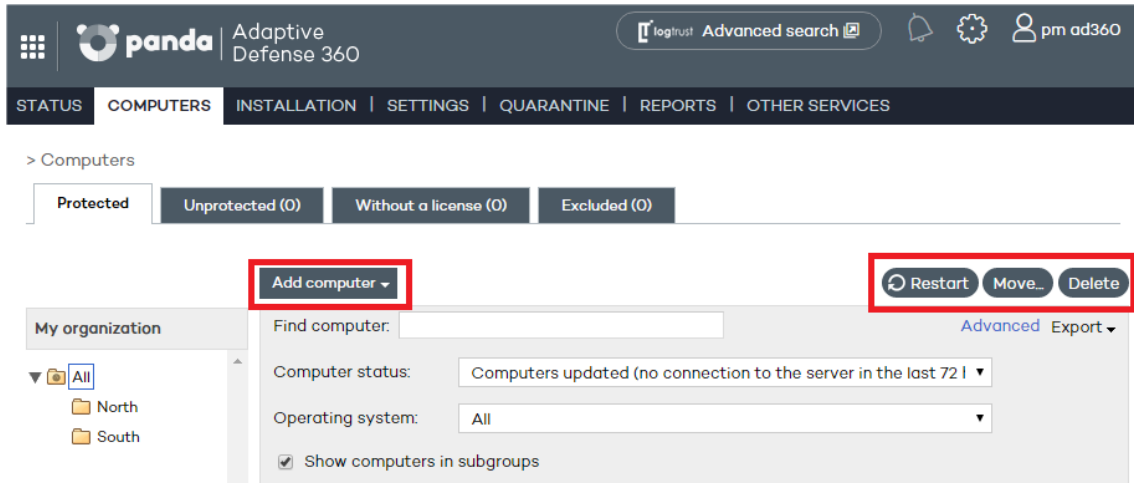 panda
Adaptive
Defense 360
logtrust Advanced search
pm ad360
STATUS COMPUTERS INSTALLATION | SETTINGS | QUARANTINE | REPORTS | OTHER SERVICES
> Computers
Protected Unprotected (0) Without a license (0) Excluded (0)
Add computer Restart Move... Delete
My organization
Find computer: Advanced Export
All
Computer status: Computers updated (no connection to the server in the last 72
North
Operating system: All
South
Show computers in subgroups